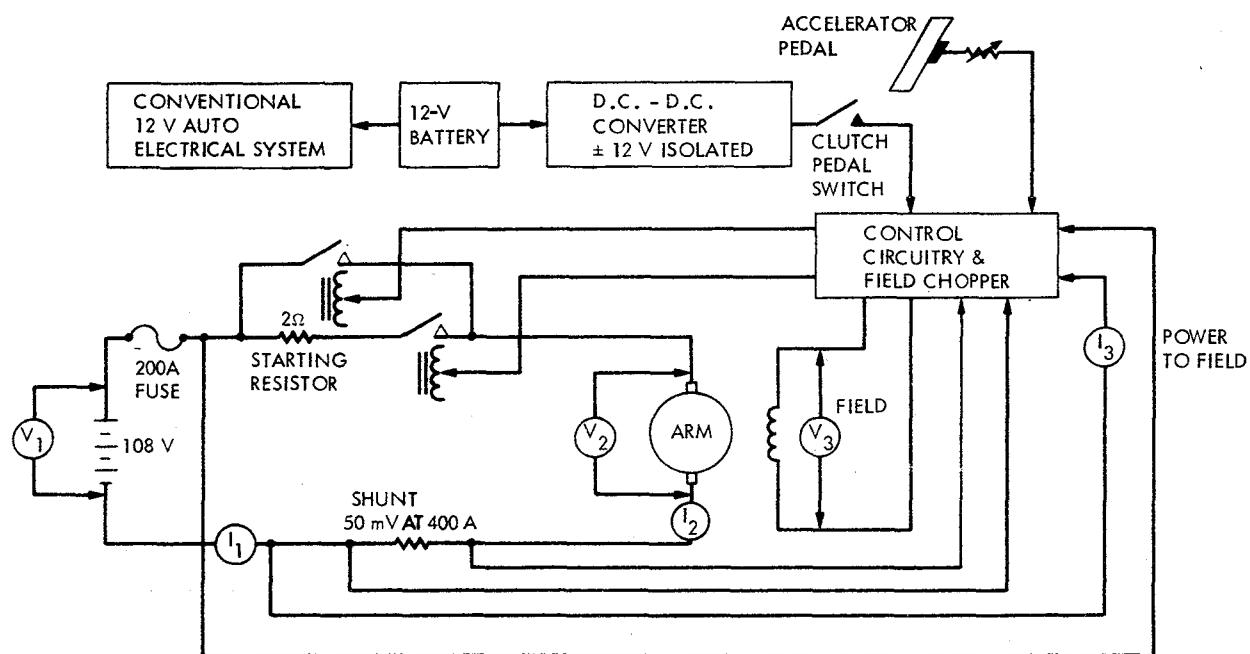 ACCELERATOR
PEDAL
CONVENTIONAL
12 V AUTO
ELECTRICAL SYSTEM
12-V
BATTERY
D.C. - D.C.
CONVERTER
± 12 V ISOLATED
CLUTCH
PEDAL
SWITCH
CONTROL
CIRCUITRY &
FIELD CHOPPER
2Ω
STARTING
RESISTOR
200A
FUSE
I3
POWER
TO FIELD
V1
108 V
V2
ARM
FIELD
V3
SHUNT
50 mV AT 400 A
I1
I2